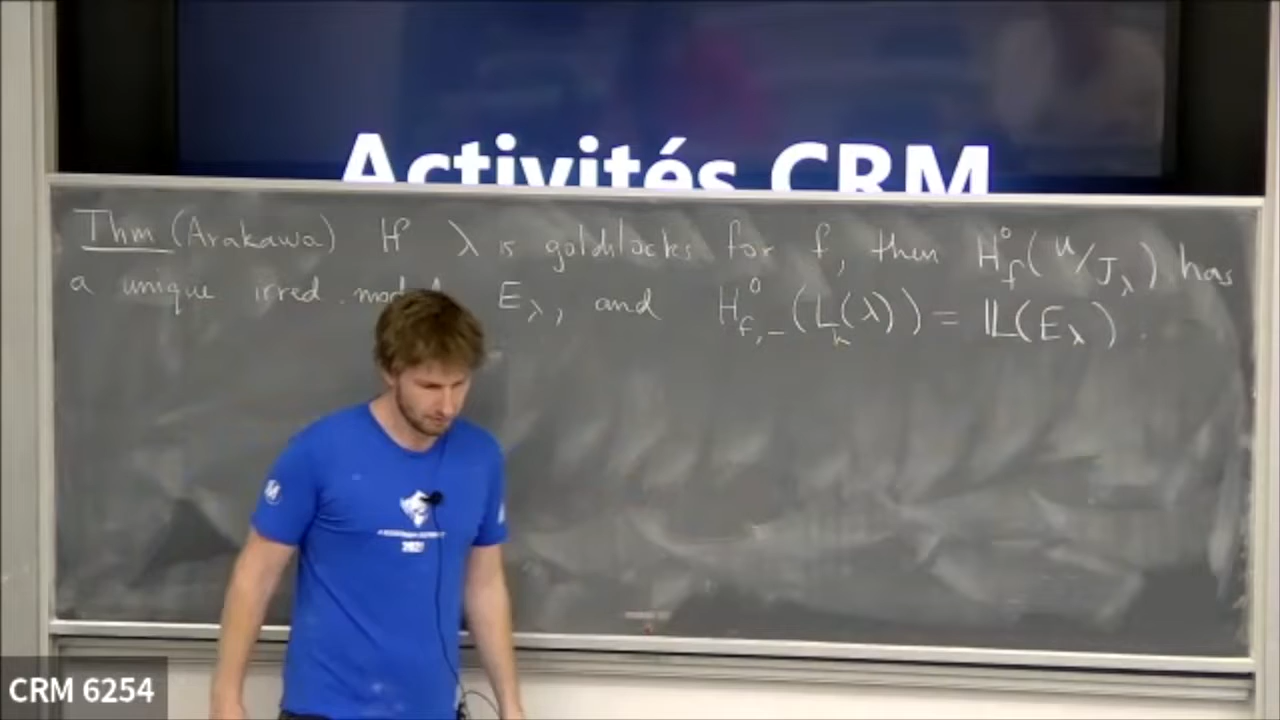 Activités CRM
Thm (Arakawa) If λ is goldilocks for f, then H⁰_f(U/J_λ) has
a unique irred. E_λ, and H⁰_{f,-}(L_k(λ)) = 𝕃(E_λ).
2021
CRM 6254